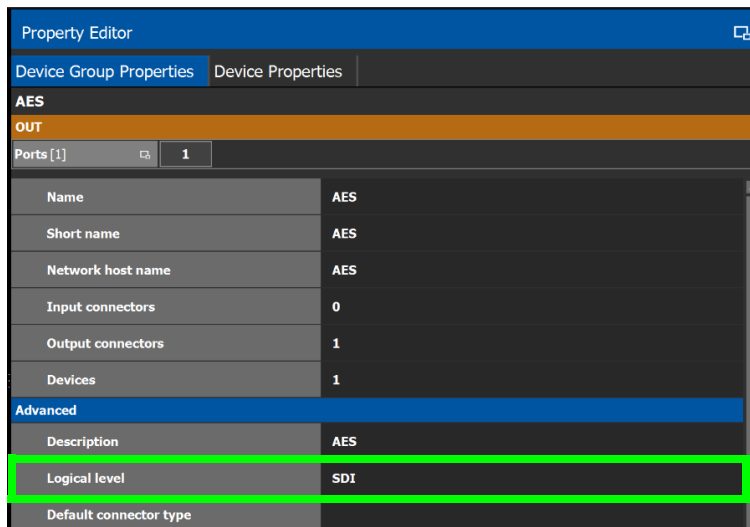 Property Editor
Device Group Properties Device Properties
AES
OUT
Ports [1] 1
Name AES
Short name AES
Network host name AES
Input connectors 0
Output connectors 1
Devices 1
Advanced
Description AES
Logical level SDI
Default connector type